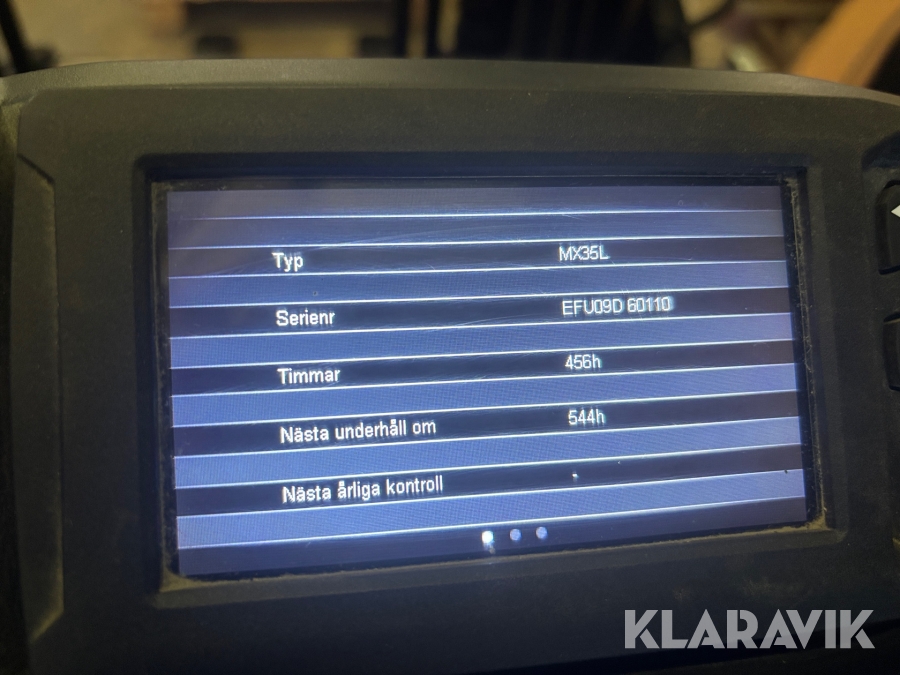 Typ MX35L
Serienr EFU09D 60110
Timmar 456h
Nästa underhåll om 544h
Nästa årliga kontroll
KLARAVIK